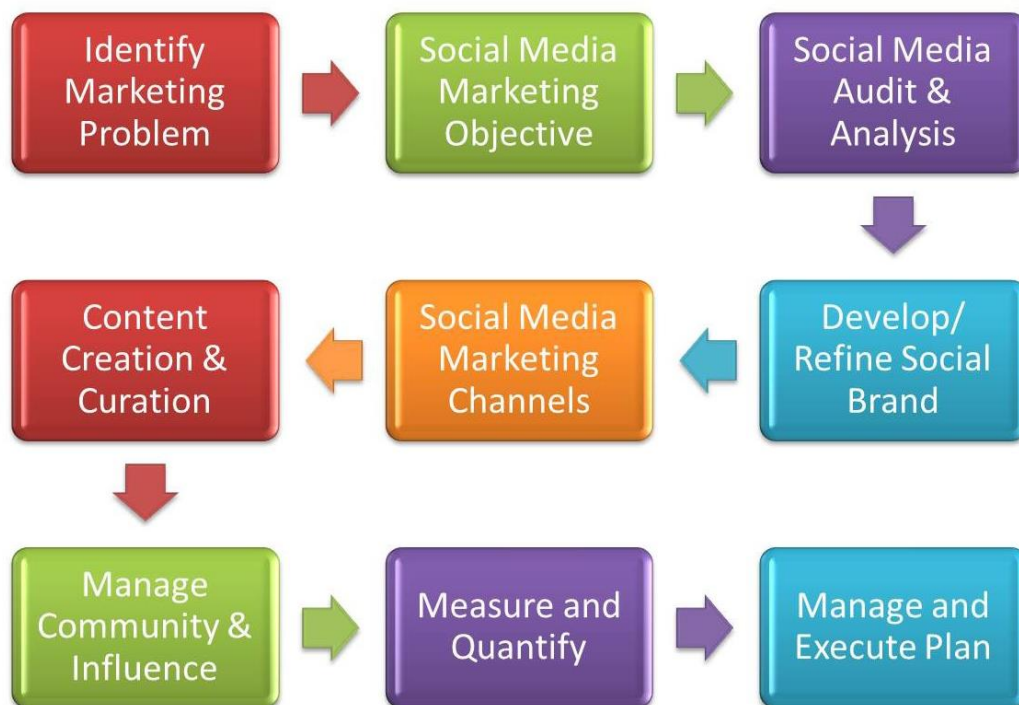 Identify
Marketing
Problem
Social Media
Marketing
Objective
Social Media
Audit &
Analysis
Develop/
Refine Social
Brand
Social Media
Marketing
Channels
Content
Creation &
Curation
Manage
Community &
Influence
Measure and
Quantify
Manage and
Execute Plan